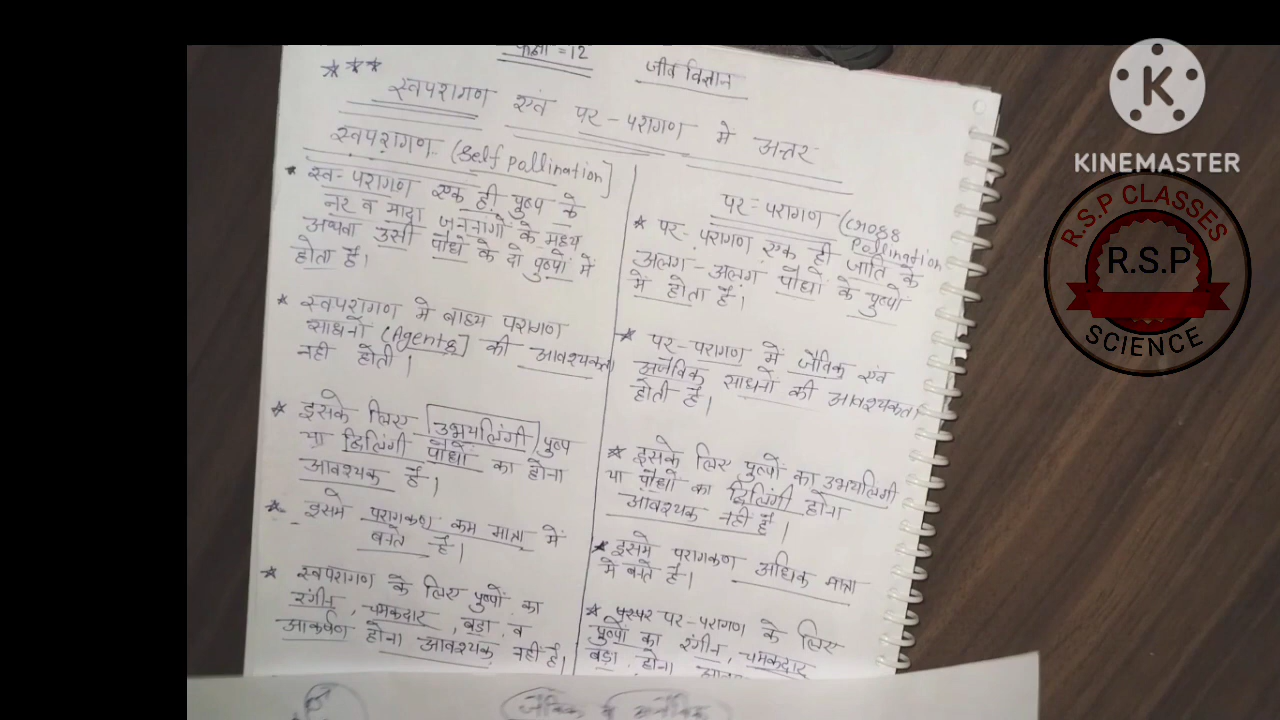 कक्षा = 12
जीव विज्ञान
स्वपरागण एवं पर-परागण में अन्तर
स्वपरागण- (Self Pollination]
* स्व-परागण एक ही पुष्प के
नर व मादा जननांगों के मध्य
अथवा उसी पौधे के दो पुष्पों में
होता है।
* स्वपरागण में बाह्य परागण
साधनों (Agents] की आवश्यकता
नहीं होती।
* इसके लिए उभयलिंगी पुष्प
या द्विलिंगी पौधों का होना
आवश्यक है।
* इसमें परागकण कम मात्रा में
बनते है।
* स्वपरागण के लिए पुष्पों का
रंगीन, चमकदार, बड़ा व
आकर्षण होना आवश्यक नहीं है।
पर-परागण (Cross
Pollination
* पर-परागण एक ही जाति के
अलग-अलग पौधों के पुष्पों
में होता है।
* पर-परागण में जैविक एवं
अजैविक साधनों की आवश्यकता
होती है।
* इसके लिए पुष्पों का उभयलिंगी
या पौधों का द्विलिंगी होना
आवश्यक नहीं है।
* इसमें परागकण अधिक मात्रा
में बनते है।
* पर-परागण के लिए
पुष्पों का रंगीन, चमकदार
बड़ा होना
जैविक व अजैविक
KINEMASTER
R.S.P CLASSES
R.S.P
SCIENCE